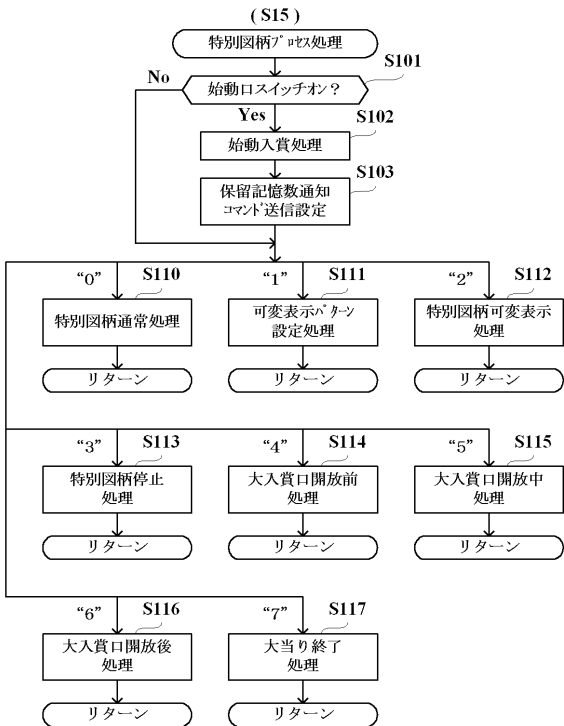 (S15)
特別図柄ﾌﾟﾛｾｽ処理
S101
No
始動口スイッチオン？
Yes
S102
始動入賞処理
S103
保留記憶数通知
ｺﾏﾝﾄﾞ送信設定
“0”
S110
“1”
S111
“2”
S112
特別図柄通常処理
可変表示ﾊﾟﾀｰﾝ
設定処理
特別図柄可変表示
処理
リターン
リターン
リターン
“3”
S113
“4”
S114
“5”
S115
特別図柄停止
処理
大入賞口開放前
処理
大入賞口開放中
処理
リターン
リターン
リターン
“6”
S116
“7”
S117
大入賞口開放後
処理
大当り終了
処理
リターン
リターン